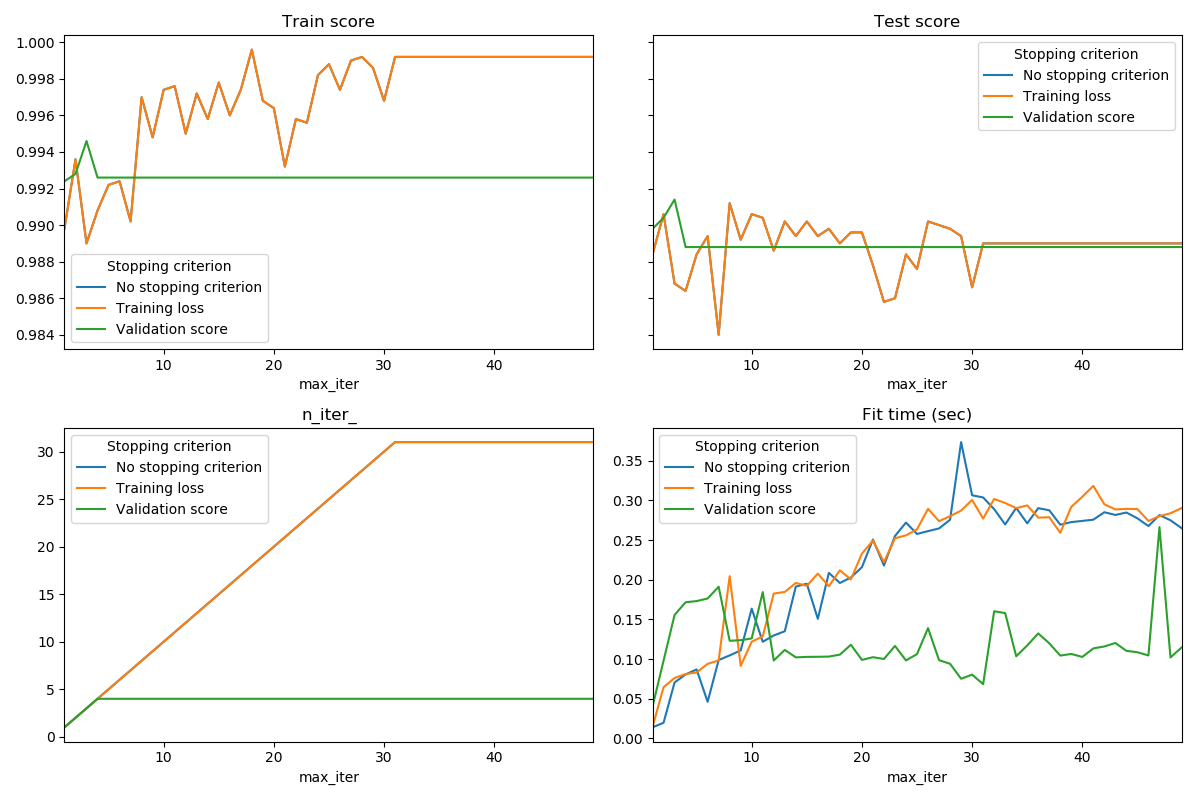 Train score
1.000
0.998
0.996
0.994
0.992
0.990
0.988
0.986
0.984
Stopping criterion
No stopping criterion
Training loss
Validation score
10
20
30
40
max_iter
Test score
Stopping criterion
No stopping criterion
Training loss
Validation score
10
20
30
40
max_iter
n_iter_
30
25
20
15
10
5
0
Stopping criterion
No stopping criterion
Training loss
Validation score
10
20
30
40
max_iter
Fit time (sec)
0.35
0.30
0.25
0.20
0.15
0.10
0.05
0.00
Stopping criterion
No stopping criterion
Training loss
Validation score
10
20
30
40
max_iter